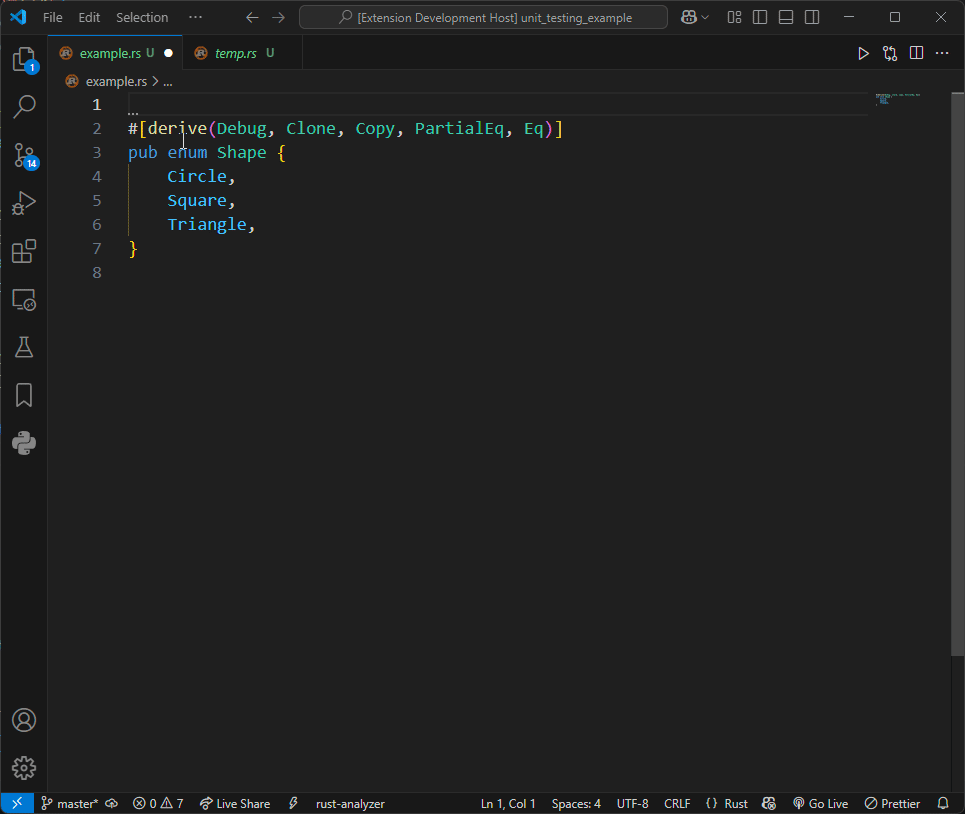 File Edit Selection ··· [Extension Development Host] unit_testing_example
1
14
example.rs U temp.rs U
example.rs > ...
1
2 #[derive(Debug, Clone, Copy, PartialEq, Eq)]
3 pub enum Shape {
4     Circle,
5     Square,
6     Triangle,
7 }
8
master* 0 7 Live Share rust-analyzer Ln 1, Col 1 Spaces: 4 UTF-8 CRLF {} Rust Go Live Prettier